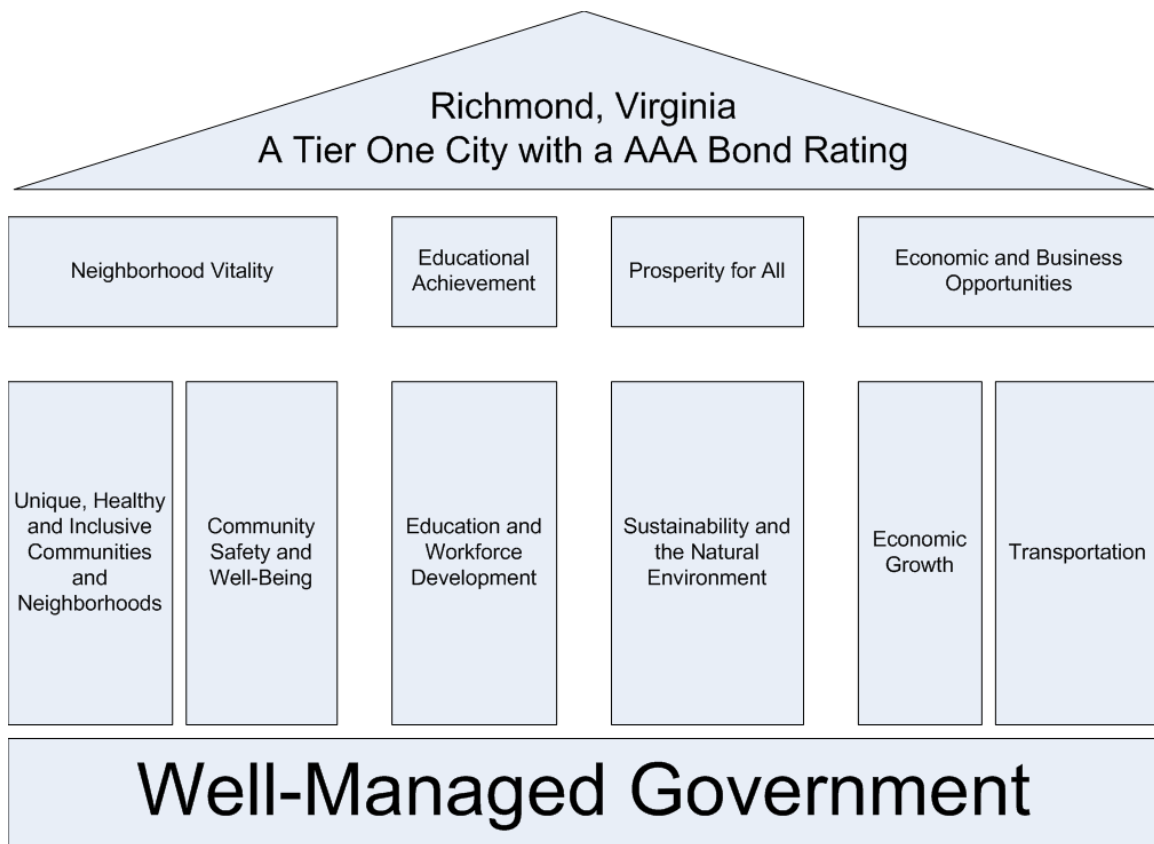 Richmond, Virginia
A Tier One City with a AAA Bond Rating
Neighborhood Vitality
Educational
Achievement
Prosperity for All
Economic and Business
Opportunities
Unique, Healthy
and Inclusive
Communities
and
Neighborhoods
Community
Safety and
Well-Being
Education and
Workforce
Development
Sustainability and
the Natural
Environment
Economic
Growth
Transportation
Well-Managed Government